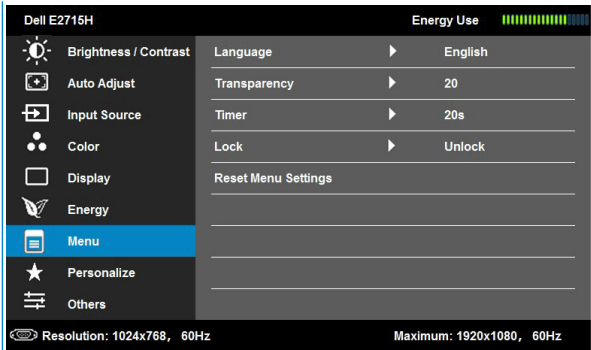 Dell E2715H Energy Use
Brightness / Contrast Language English
Auto Adjust Transparency 20
Input Source Timer 20s
Color Lock Unlock
Display Reset Menu Settings
Energy
Menu
Personalize
Others
Resolution: 1024x768, 60Hz Maximum: 1920x1080, 60Hz